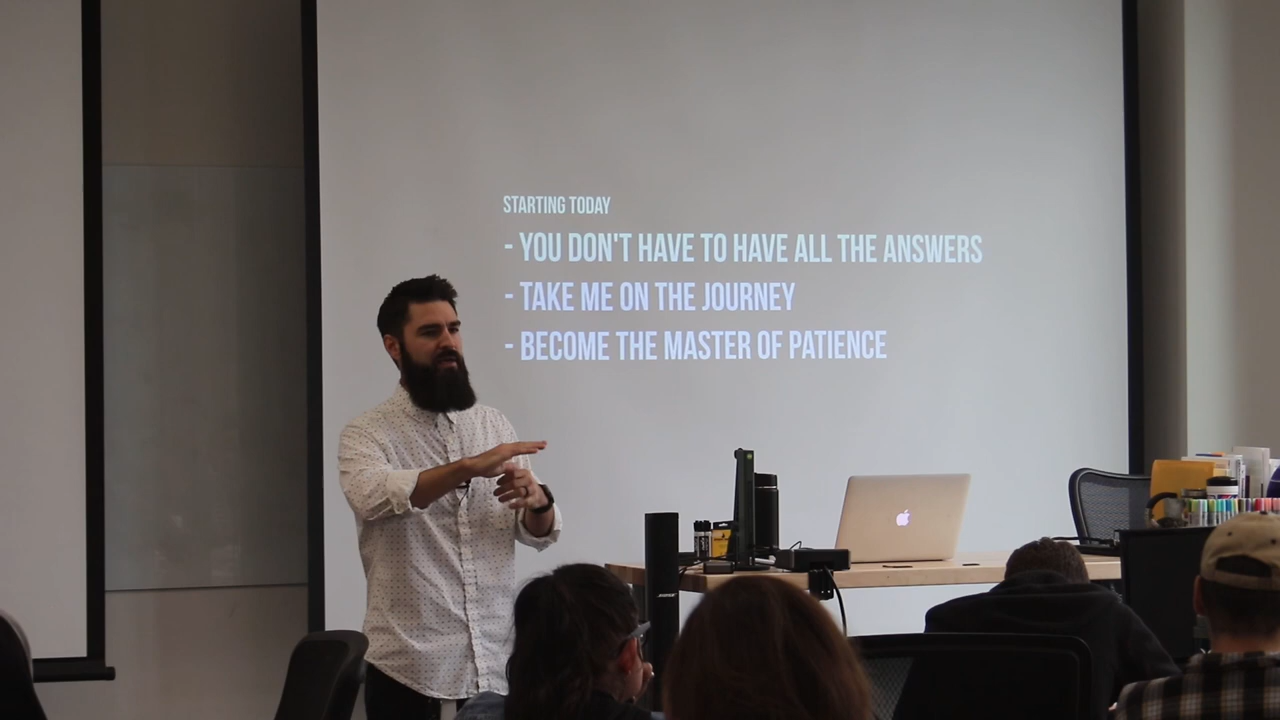 STARTING TODAY
- YOU DON'T HAVE TO HAVE ALL THE ANSWERS
- TAKE ME ON THE JOURNEY
- BECOME THE MASTER OF PATIENCE
BOSE